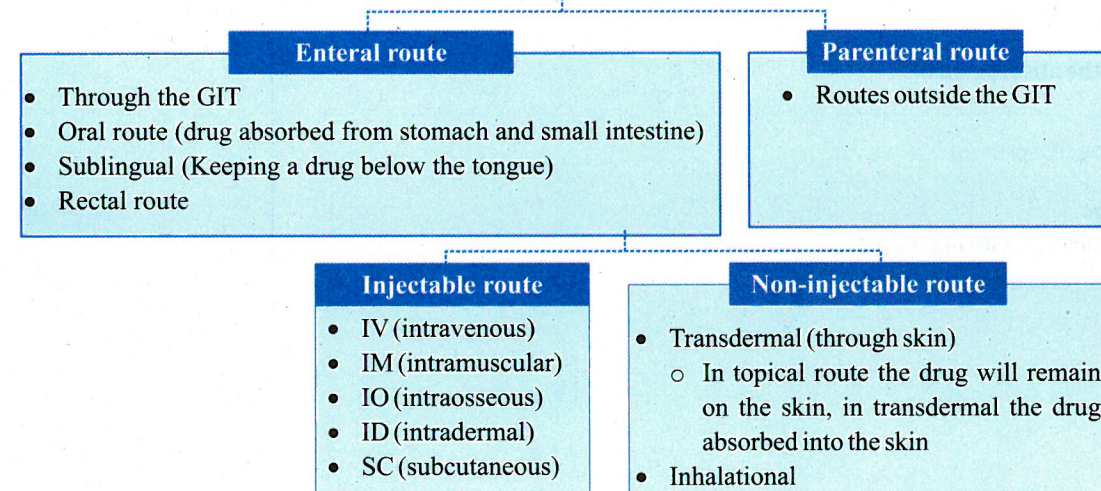 Enteral route
• Through the GIT
• Oral route (drug absorbed from stomach and small intestine)
• Sublingual (Keeping a drug below the tongue)
• Rectal route
Parenteral route
• Routes outside the GIT
Injectable route
• IV (intravenous)
• IM (intramuscular)
• IO (intraosseous)
• ID (intradermal)
• SC (subcutaneous)
Non-injectable route
• Transdermal (through skin)
○ In topical route the drug will remain
on the skin, in transdermal the drug
absorbed into the skin
• Inhalational